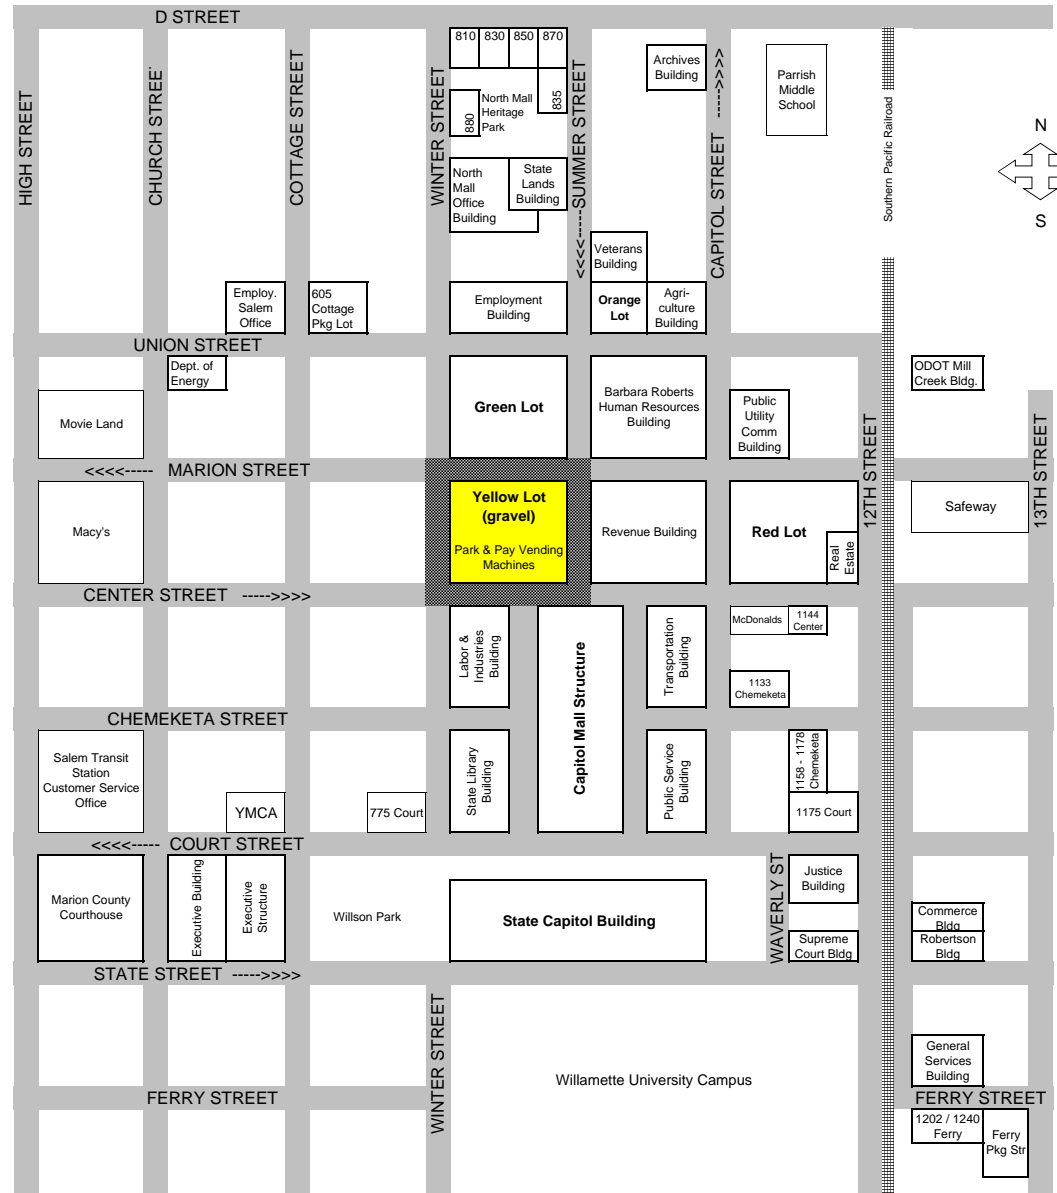 D STREET
HIGH STREET
CHURCH STREE'
COTTAGE STREET
WINTER STREET
810
830
850
870
<<<<-----SUMMER STREET
Archives
Building
CAPITOL STREET ----->>>>
Parrish
Middle
School
Southern Pacific Railroad
N
S
880
North Mall
Heritage
Park
835
North
Mall
Office
Building
State
Lands
Building
Veterans
Building
Employ.
Salem
Office
605
Cottage
Pkg Lot
Employment
Building
Orange
Lot
Agri-
culture
Building
UNION STREET
Dept. of
Energy
Movie Land
Green Lot
Barbara Roberts
Human Resources
Building
Public
Utility
Comm
Building
12TH STREET
ODOT Mill
Creek Bldg.
13TH STREET
<<<<----- MARION STREET
Macy's
Yellow Lot
(gravel)
Park & Pay Vending
Machines
Revenue Building
Red Lot
Real
Estate
Safeway
CENTER STREET ----->>>>
Labor &
Industries
Building
Capitol Mall Structure
Transportation
Building
McDonalds
1144
Center
1133
Chemeketa
CHEMEKETA STREET
Salem Transit
Station
Customer Service
Office
YMCA
775 Court
State Library
Building
Public Service
Building
1158 - 1178
Chemeketa
1175 Court
<<<<----- COURT STREET
Marion County
Courthouse
Executive Building
Executive
Structure
Willson Park
State Capitol Building
WAVERLY ST
Justice
Building
Supreme
Court Bldg
Commerce
Bldg
Robertson
Bldg
STATE STREET ----->>>>
WINTER STREET
Willamette University Campus
General
Services
Building
FERRY STREET
FERRY STREET
1202 / 1240
Ferry
Ferry
Pkg Str